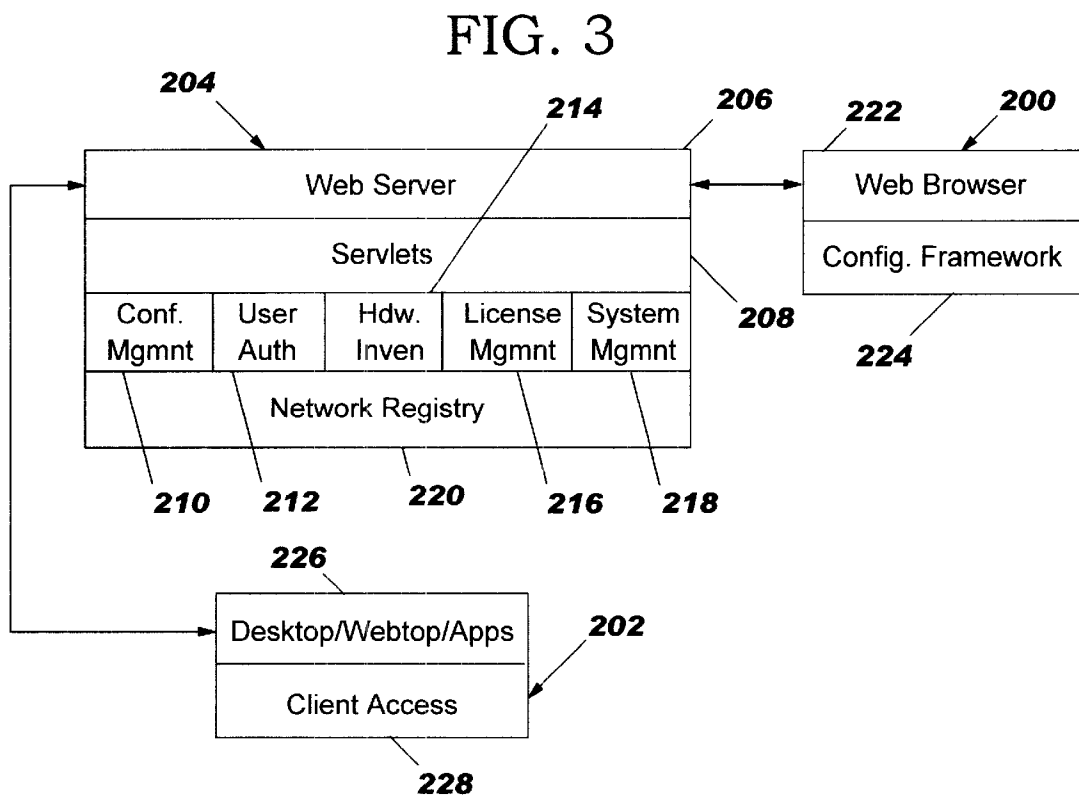 FIG. 3
204
214
206
222
200
Web Server
Web Browser
Servlets
Config. Framework
Conf.
Mgmnt
User
Auth
Hdw.
Inven
License
Mgmnt
System
Mgmnt
208
224
Network Registry
210
212
220
216
218
226
Desktop/Webtop/Apps
202
Client Access
228